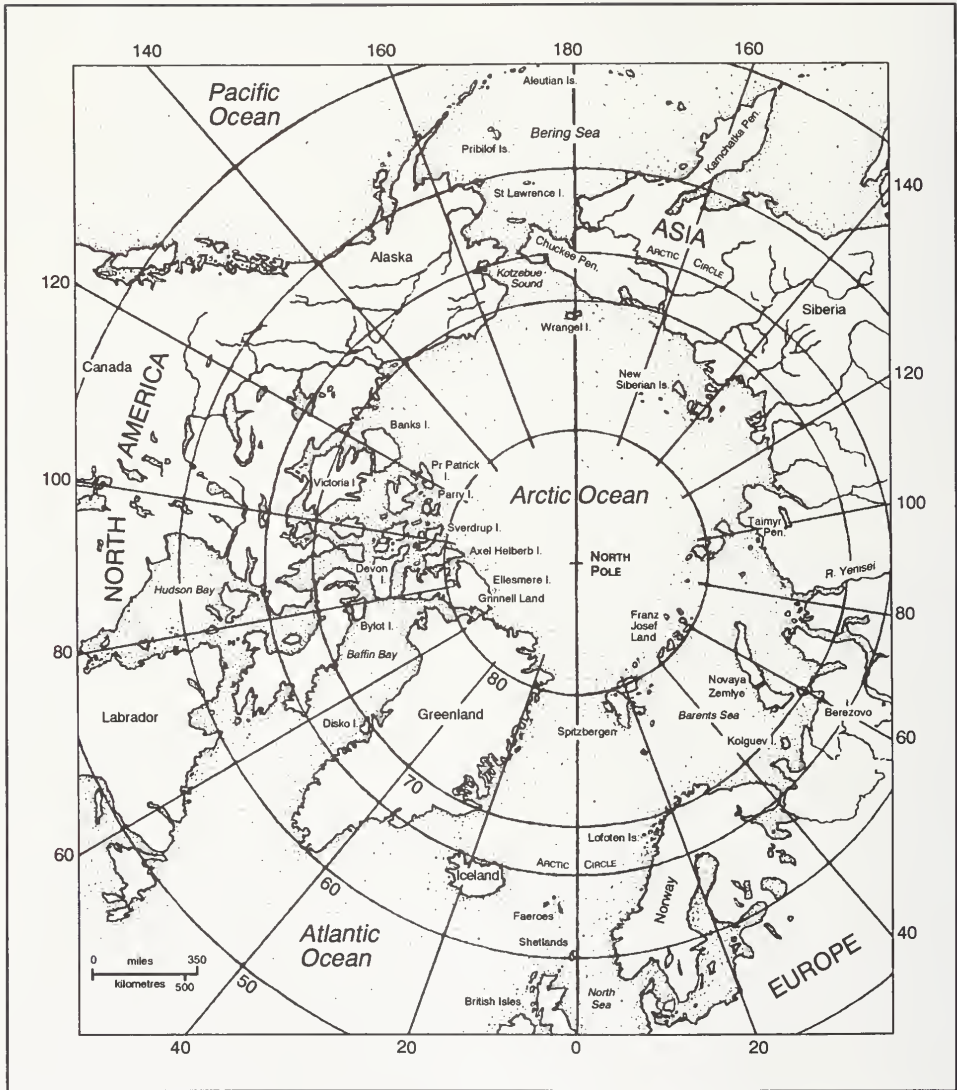 140
160
180
160
Pacific
Ocean
Aleutian Is.
Bering Sea
Pribilof Is.
Kamchatka Pen.
140
St Lawrence I.
ASIA
ARCTIC CIRCLE
Chuckee Pen.
Alaska
Kotzebue
Sound
120
Siberia
Wrangel I.
Canada
New
Siberian Is.
120
NORTH AMERICA
Banks I.
Pr Patrick
I.
Victoria I.
Parry I.
Arctic Ocean
100
100
Sverdrup I.
Taimyr
Pen.
Axel Helberb I.
NORTH
POLE
Devon
I.
Ellesmere I.
Grinnell Land
R. Yenisei
Hudson Bay
Bylot I.
Franz
Josef
Land
80
80
Baffin Bay
80
Novaya
Zemlye
Labrador
Disko I.
Greenland
Spitzbergen
Barents Sea
Berezovo
Kolguev I.
60
70
Lofoten Is.
60
ARCTIC CIRCLE
60
Iceland
Norway
Faeroes
Atlantic
Ocean
Shetlands
40
EUROPE
0 miles 350
kilometres 500
50
British Isles
North
Sea
40
20
0
20